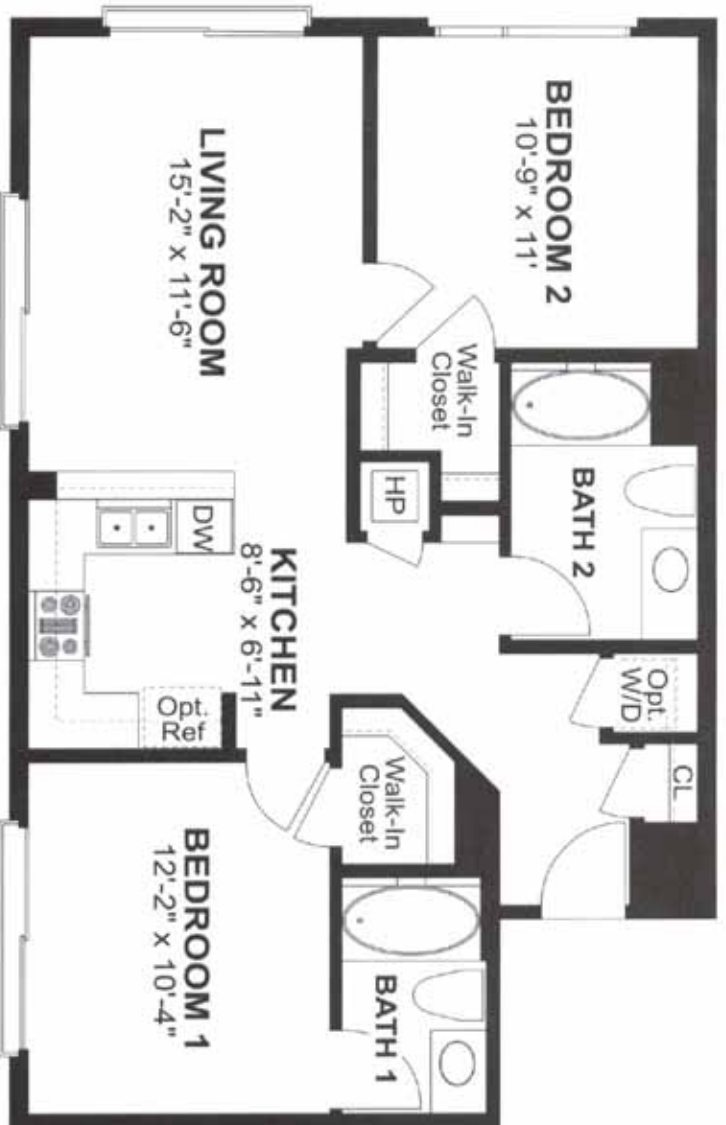 BEDROOM 2
10'-9" x 11'
LIVING ROOM
15'-2" x 11'-6"
Walk-In
Closet
BATH 2
HP
DW
KITCHEN
8'-6" x 6'-11"
Opt.
Ref
Opt.
W/D
CL
Walk-In
Closet
BEDROOM 1
12'-2" x 10'-4"
BATH 1